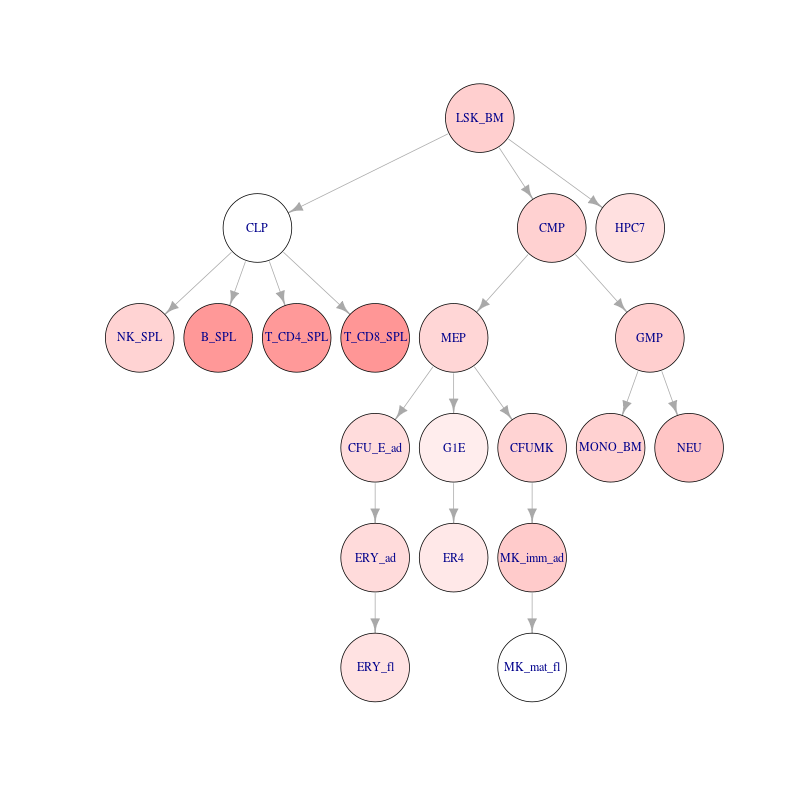 LSK_BM
CLP
CMP
HPC7
NK_SPL
B_SPL
T_CD4_SPL
T_CD8_SPL
MEP
GMP
CFU_E_ad
G1E
CFUMK
MONO_BM
NEU
ERY_ad
ER4
MK_imm_ad
ERY_fl
MK_mat_fl